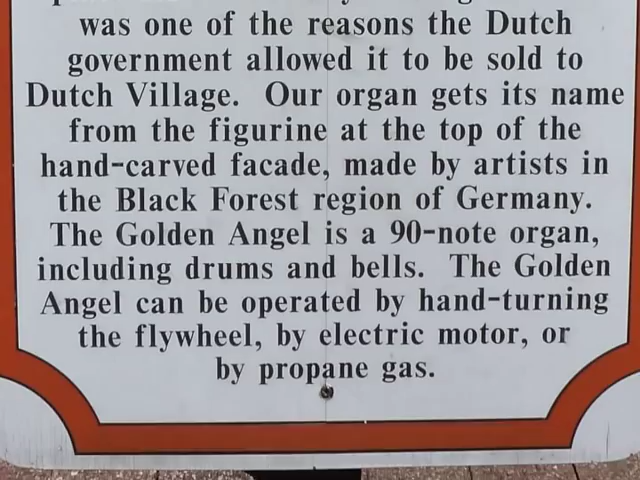 was one of the reasons the Dutch
government allowed it to be sold to
Dutch Village. Our organ gets its name
from the figurine at the top of the
hand-carved facade, made by artists in
the Black Forest region of Germany.
The Golden Angel is a 90-note organ,
including drums and bells. The Golden
Angel can be operated by hand-turning
the flywheel, by electric motor, or
by propane gas.